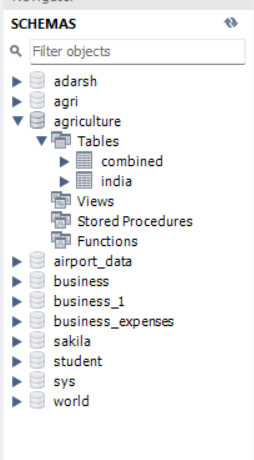 SCHEMAS
Filter objects
adarsh
agri
agriculture
Tables
combined
india
Views
Stored Procedures
Functions
airport_data
business
business_1
business_expenses
sakila
student
sys
world